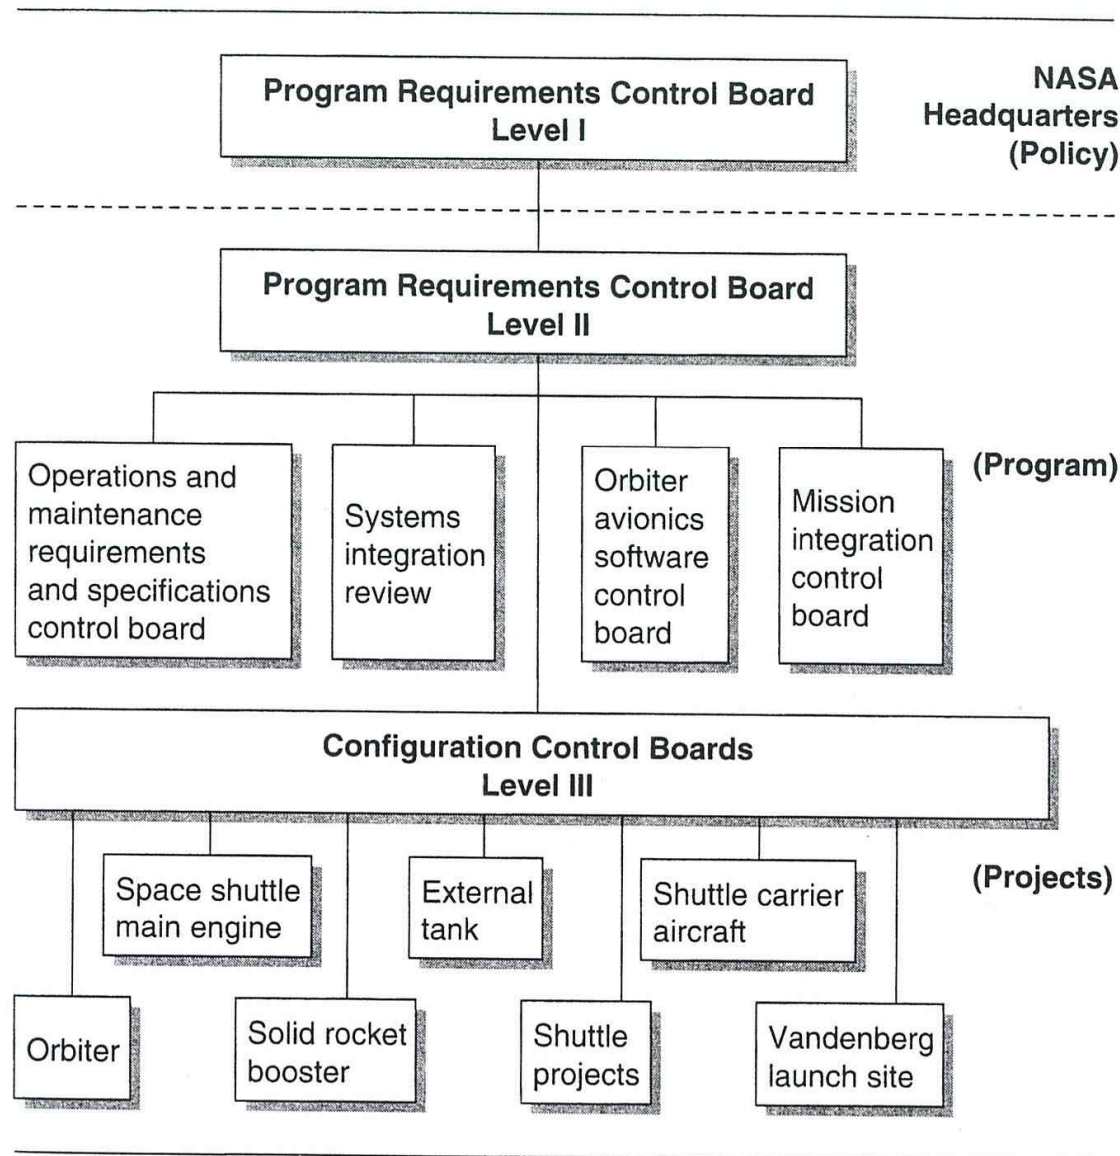 Program Requirements Control Board
Level I
NASA
Headquarters
(Policy)
Program Requirements Control Board
Level II
Operations and
maintenance
requirements
and specifications
control board
Systems
integration
review
Orbiter
avionics
software
control
board
Mission
integration
control
board
(Program)
Configuration Control Boards
Level III
Space shuttle
main engine
External
tank
Shuttle carrier
aircraft
(Projects)
Orbiter
Solid rocket
booster
Shuttle
projects
Vandenberg
launch site